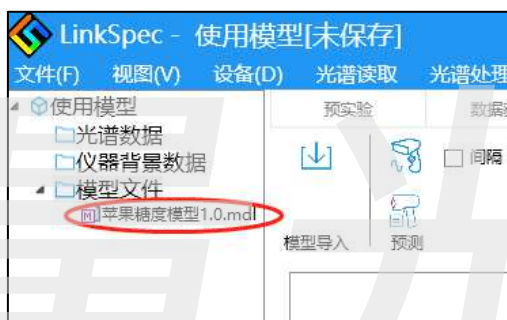 LinkSpec - 使用模型[未保存]
文件(F) 视图(V) 设备(D) 光谱读取 光谱处理
使用模型
光谱数据
仪器背景数据
模型文件
苹果糖度模型1.0.mdl
预实验 数据
间隔
模型导入 预测